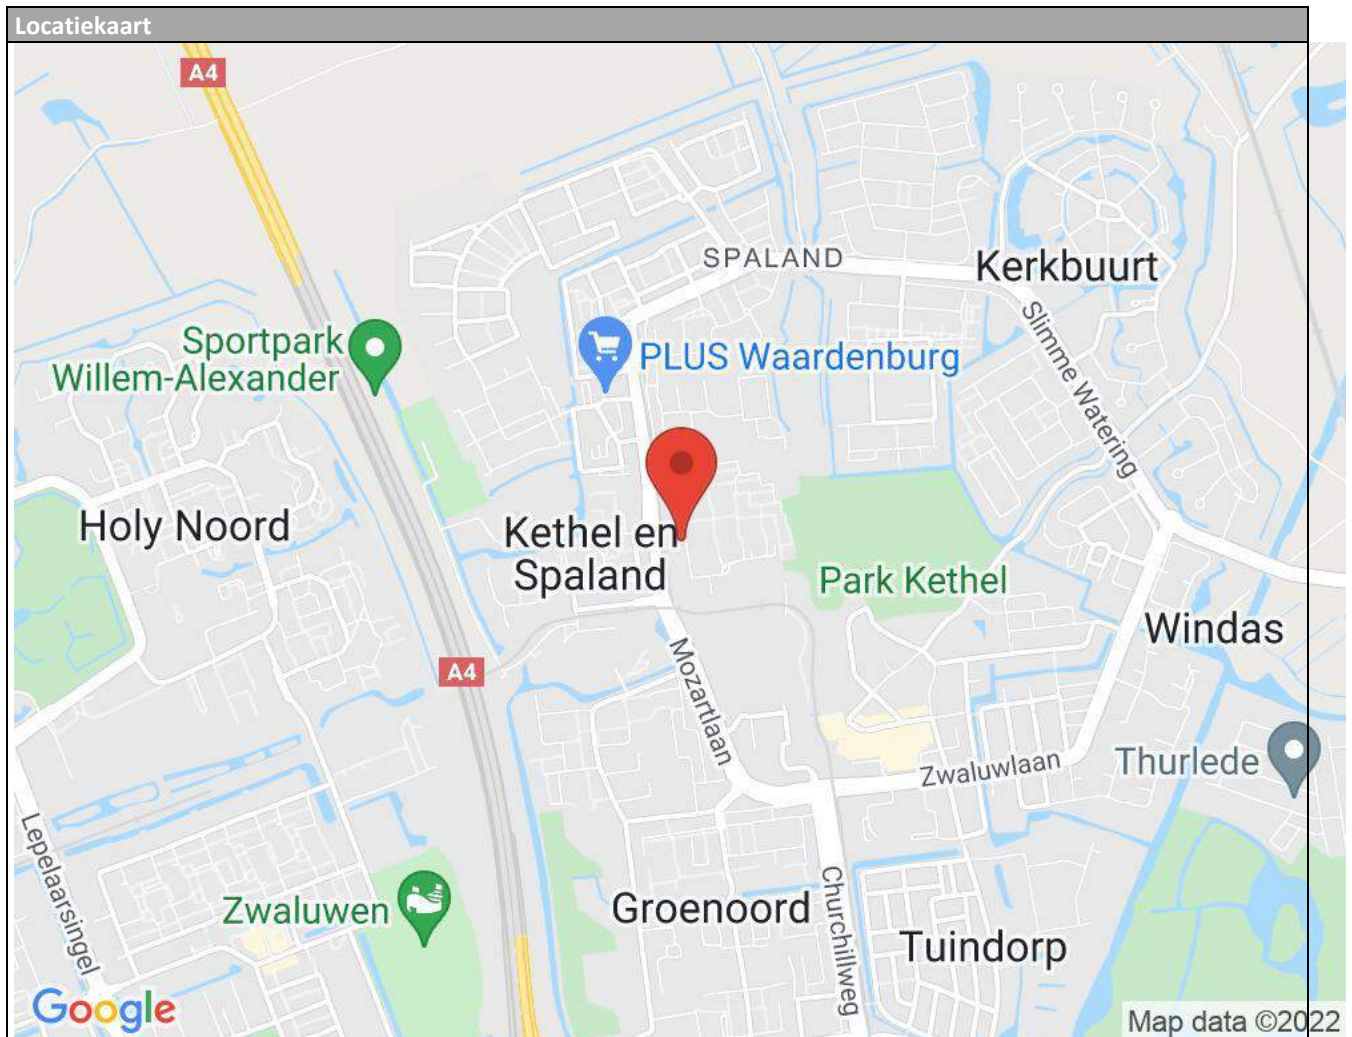 Locatiekaart
A4
SPALAND
Kerkbuurt
Slimme Watering
Sportpark
Willem-Alexander
PLUS Waardenburg
Holy Noord
Kethel en
Spaland
Park Kethel
Windas
A4
Mozartlaan
Thurlede
Zwaluwlaan
Lepelaarsingel
Zwaluwen
Groenoord
Churchillweg
Tuindorp
Google
Map data ©2022